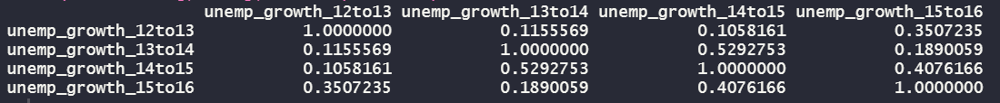 unemp_growth_12to13 unemp_growth_13to14 unemp_growth_14to15 unemp_growth_15to16
unemp_growth_12to13 1.0000000 0.1155569 0.1058161 0.3507235
unemp_growth_13to14 0.1155569 1.0000000 0.5292753 0.1890059
unemp_growth_14to15 0.1058161 0.5292753 1.0000000 0.4076166
unemp_growth_15to16 0.3507235 0.1890059 0.4076166 1.0000000